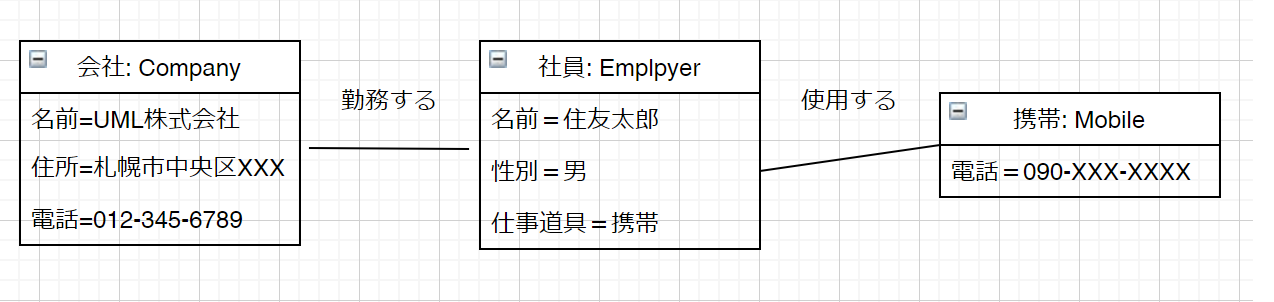 会社: Company
名前=UML株式会社
住所=札幌市中央区XXX
電話=012-345-6789
勤務する
社員: Emplpyer
名前＝住友太郎
性別＝男
仕事道具＝携帯
使用する
携帯: Mobile
電話＝090-XXX-XXXX